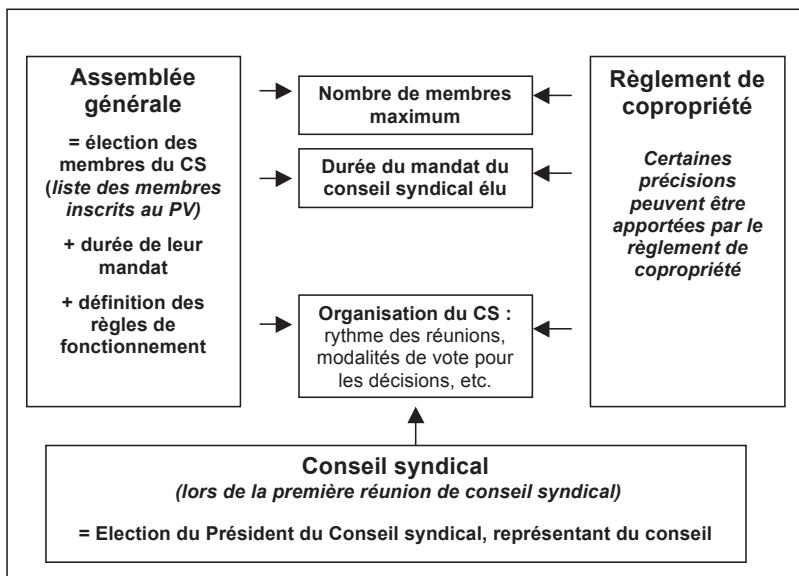 Assemblée
générale
= élection des
membres du CS
(liste des membres
inscrits au PV)
+ durée de leur
mandat
+ définition des
règles de
fonctionnement
Nombre de membres
maximum
Durée du mandat du
conseil syndical élu
Organisation du CS :
rythme des réunions,
modalités de vote pour
les décisions, etc.
Règlement de
copropriété
Certaines
précisions
peuvent être
apportées par le
règlement de
copropriété
Conseil syndical
(lors de la première réunion de conseil syndical)
= Election du Président du Conseil syndical, représentant du conseil